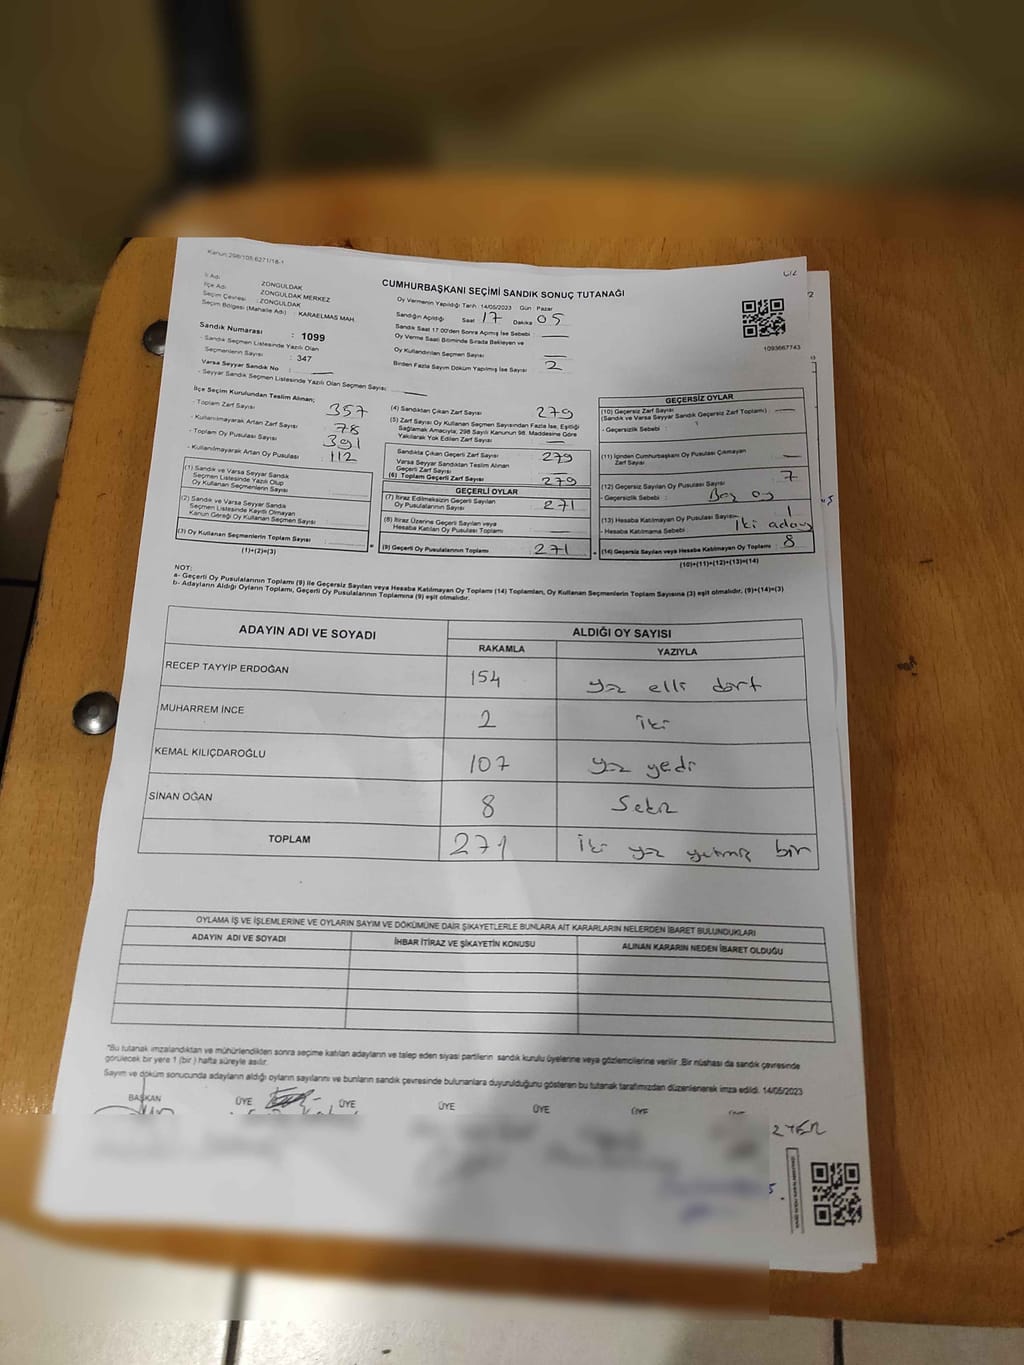 Kanun:298/105;6271/18-1
C/2
İl Adı ZONGULDAK
İlçe Adı ZONGULDAK MERKEZ
Seçim Çevresi : ZONGULDAK
Seçim Bölgesi (Mahalle Adı) : KARAELMAS MAH.
CUMHURBAŞKANI SEÇİMİ SANDIK SONUÇ TUTANAĞI
Oy Vermenin Yapıldığı Tarih :14/05/2023 Gün : Pazar
Sandığın Açıldığı Saat 17 Dakika 05
Sandık Saat 17:00'den Sonra Açılmış İse Sebebi :
Oy Verme Saati Bitiminde Sırada Bekleyen ve
Oy Kullandırılan Seçmen Sayısı
Birden Fazla Sayım Döküm Yapılmış İse Sayısı 2
1093667743
Sandık Numarası : 1099
- Sandık Seçmen Listesinde Yazılı Olan
Seçmenlerin Sayısı : 347
Varsa Seyyar Sandık No :
- Seyyar Sandık Seçmen Listesinde Yazılı Olan Seçmen Sayısı :
İlçe Seçim Kurulundan Teslim Alınan;
- Toplam Zarf Sayısı 357
- Kullanılmayarak Artan Zarf Sayısı 78
- Toplam Oy Pusulası Sayısı 391
- Kullanılmayarak Artan Oy Pusulası : 112
(1) Sandık ve Varsa Seyyar Sandık
Seçmen Listesinde Yazılı Olup
Oy Kullanan Seçmenlerin Sayısı :
(2) Sandık ve Varsa Seyyar Sandık
Seçmen Listesinde Kayıtlı Olmayan
Kanun Gereği Oy Kullanan Seçmen Sayısı :
(3) Oy Kullanan Seçmenlerin Toplam Sayısı :
(1)+(2)=(3)
(4) Sandıktan Çıkan Zarf Sayısı 279
(5) Zarf Sayısı Oy Kullanan Seçmen Sayısından Fazla İse, Eşitliği
Sağlamak Amacıyla; 298 Sayılı Kanunun 98. Maddesine Göre
Yakılarak Yok Edilen Zarf Sayısı
Sandıkta Çıkan Geçerli Zarf Sayısı 279
Varsa Seyyar Sandıktan Teslim Alınan
Geçerli Zarf Sayısı
(6) Toplam Geçerli Zarf Sayısı 279
GEÇERLİ OYLAR
(7) İtiraz Edilmeksizin Geçerli Sayılan
Oy Pusulalarının Sayısı : 271
(8) İtiraz Üzerine Geçerli Sayılan veya
Hesaba Katılan Oy Pusulası Toplamı :
(9) Geçerli Oy Pusulalarının Toplamı 271
GEÇERSİZ OYLAR
(10) Geçersiz Zarf Sayısı
(Sandık ve Varsa Seyyar Sandık Geçersiz Zarf Toplamı) :
- Geçersizlik Sebebi :
(11) İçinden Cumhurbaşkanı Oy Pusulası Çıkmayan
Zarf Sayısı
(12) Geçersiz Sayılan Oy Pusulası Sayısı 7
- Geçersizlik Sebebi : Boş oy
(13) Hesaba Katılmayan Oy Pusulası Sayısı 1
- Hesaba Katılmama Sebebi : İki aday
(14) Geçersiz Sayılan veya Hesaba Katılmayan Oy Toplamı : 8
(10)+(11)+(12)+(13)=(14)
NOT:
a- Geçerli Oy Pusulalarının Toplamı (9) ile Geçersiz Sayılan veya Hesaba Katılmayan Oy Toplamı (14) Toplamları, Oy Kullanan Seçmenlerin Toplam Sayısına (3) eşit olmalıdır, (9)+(14)=(3)
b- Adayların Aldığı Oyların Toplamı, Geçerli Oy Pusulalarının Toplamına (9) eşit olmalıdır.
ADAYIN ADI VE SOYADI ALDIĞI OY SAYISI
RAKAMLA YAZIYLA
RECEP TAYYİP ERDOĞAN 154 yüz elli dört
MUHARREM İNCE 2 iki
KEMAL KILIÇDAROĞLU 107 yüz yedi
SİNAN OĞAN 8 Sekiz
TOPLAM 271 iki yüz yetmiş bir
OYLAMA İŞ VE İŞLEMLERİNE VE OYLARIN SAYIM VE DÖKÜMÜNE DAİR ŞİKAYETLERLE BUNLARA AİT KARARLARIN NELERDEN İBARET BULUNDUKLARI
ADAYIN ADI VE SOYADI İHBAR İTİRAZ VE ŞİKAYETİN KONUSU ALINAN KARARIN NEDEN İBARET OLDUĞU
*Bu tutanak imzalandıktan ve mühürlendikten sonra seçime katılan adayların ve talep eden siyasi partilerin sandık kurulu üyelerine veya gözlemcilerine verilir .Bir nüshası da sandık çevresinde
görülecek bir yere 1 (bir ) hafta süreyle asılır.
Sayım ve döküm sonucunda adayların aldığı oyların sayılarını ve bunların sandık çevresinde bulunanlara duyurulduğunu gösteren bu tutanak tarafımızdan düzenlenerek imza edildi. 14/05/2023
BAŞKAN ÜYE ÜYE ÜYE ÜYE ÜYE ÜYE